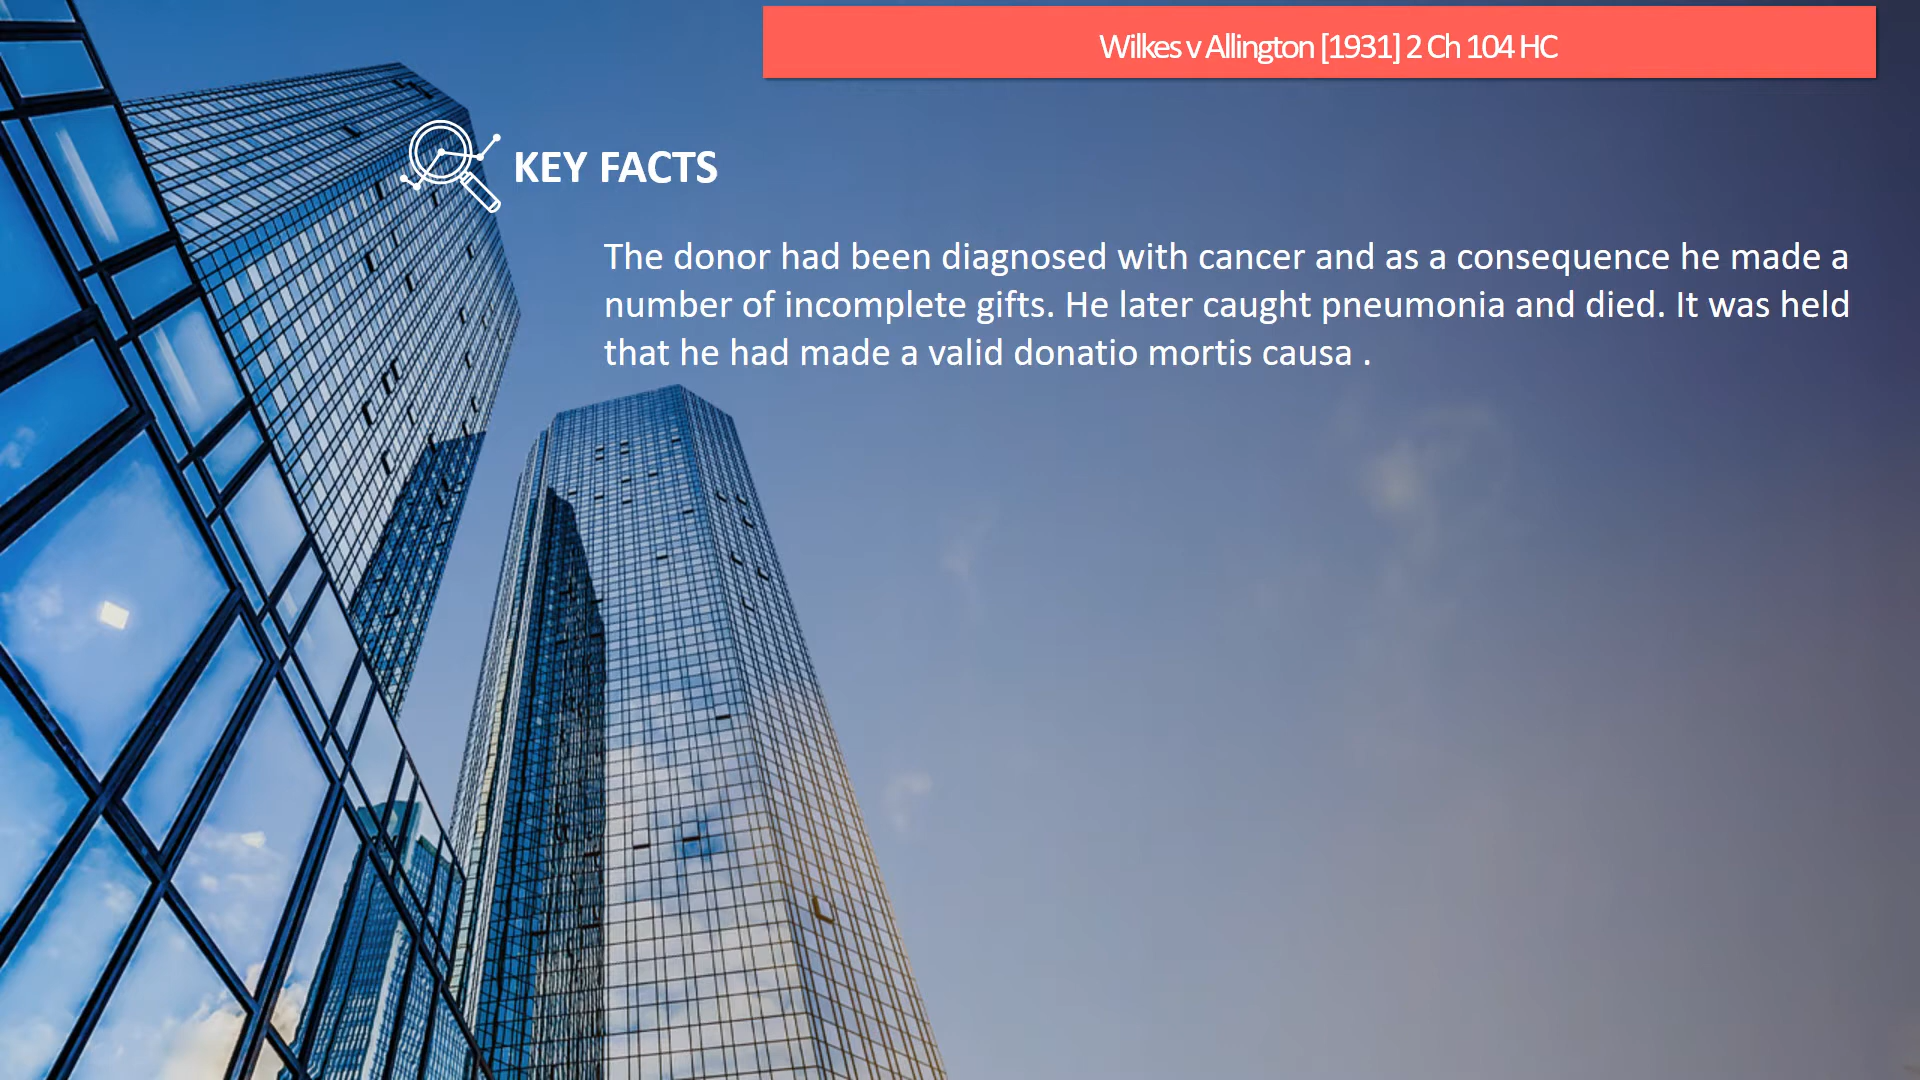 Wilkes v Allington [1931] 2 Ch 104 HC
KEY FACTS
The donor had been diagnosed with cancer and as a consequence he made a
number of incomplete gifts. He later caught pneumonia and died. It was held
that he had made a valid donatio mortis causa .